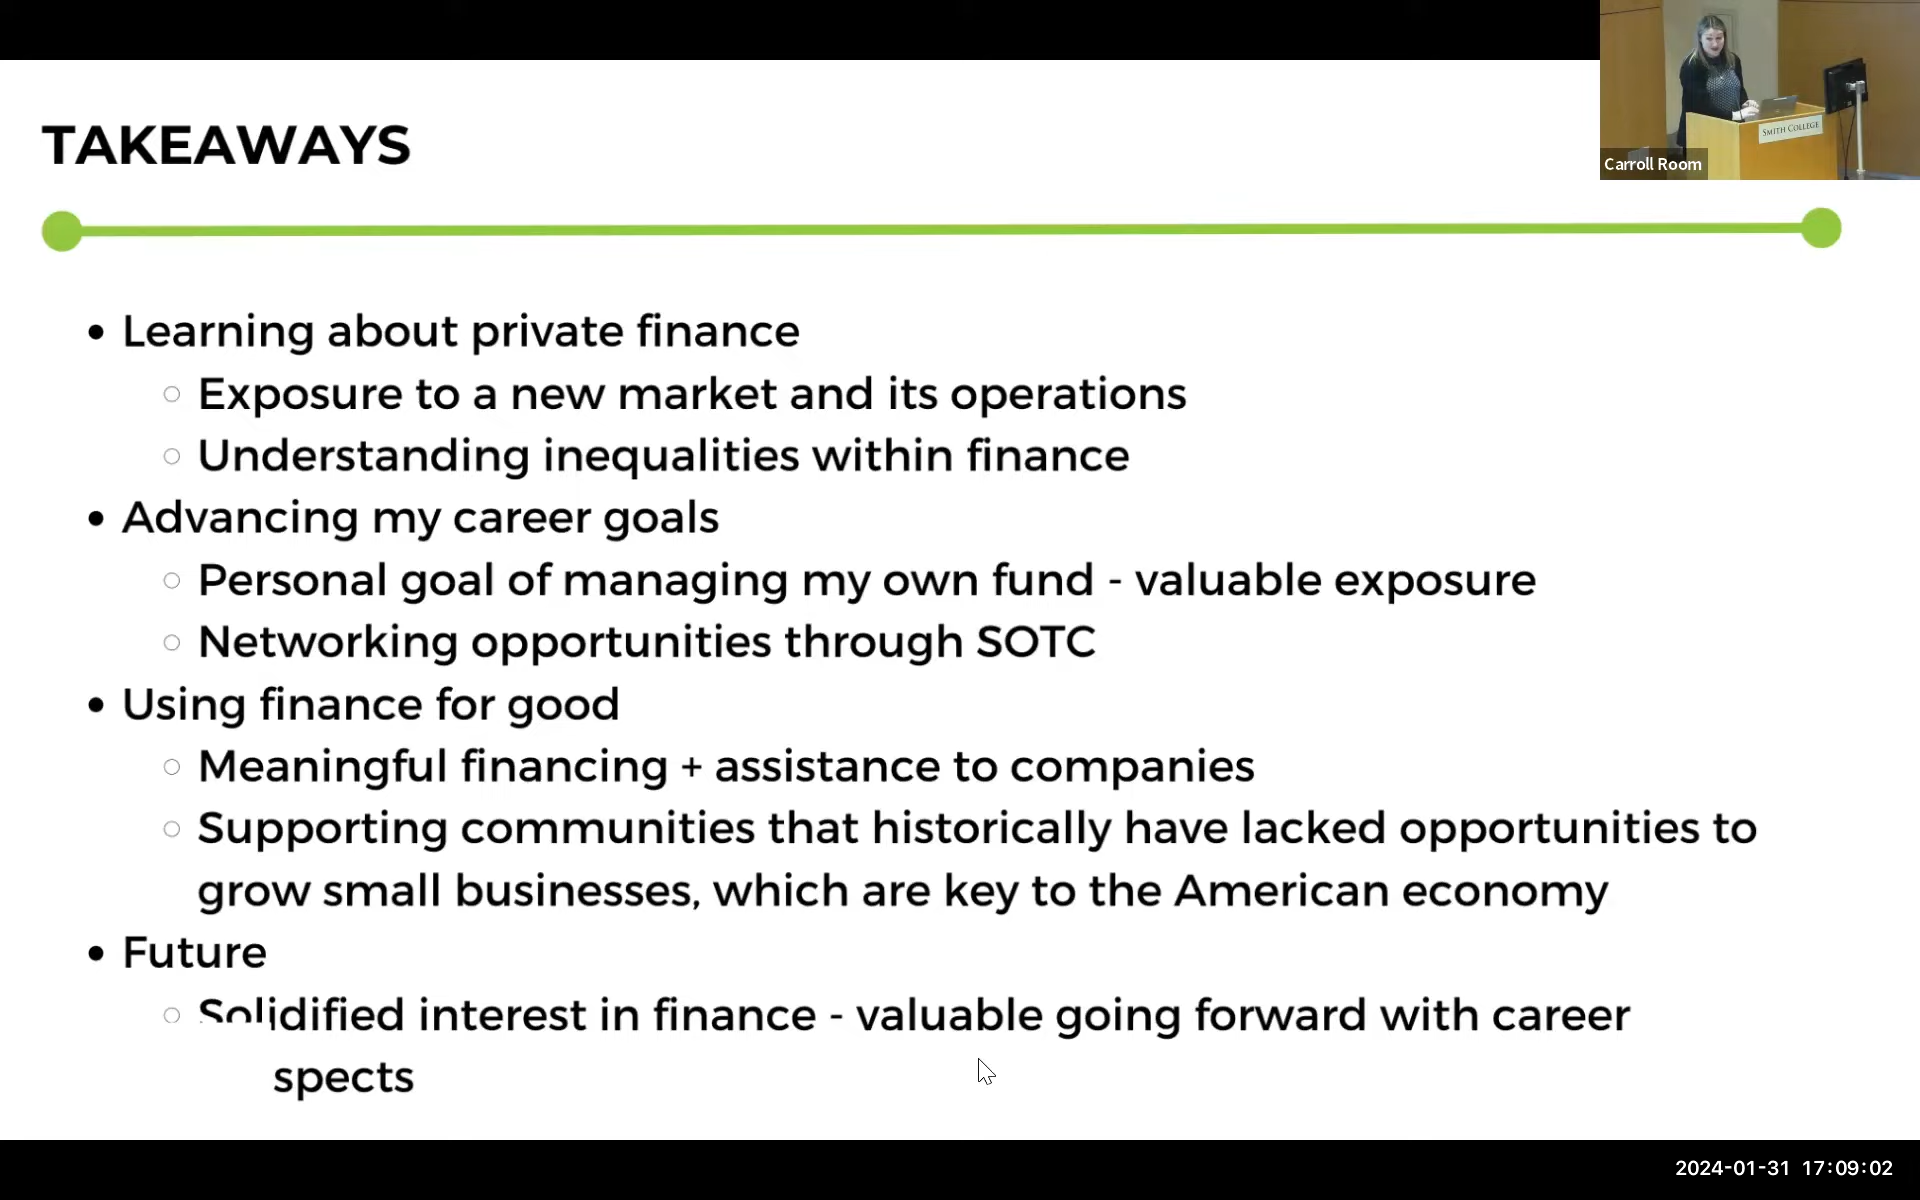 SMITH COLLEGE
Carroll Room
TAKEAWAYS
• Learning about private finance
○ Exposure to a new market and its operations
○ Understanding inequalities within finance
• Advancing my career goals
○ Personal goal of managing my own fund - valuable exposure
○ Networking opportunities through SOTC
• Using finance for good
○ Meaningful financing + assistance to companies
○ Supporting communities that historically have lacked opportunities to
grow small businesses, which are key to the American economy
• Future
○ Solidified interest in finance - valuable going forward with career
spects
2024-01-31 17:09:02